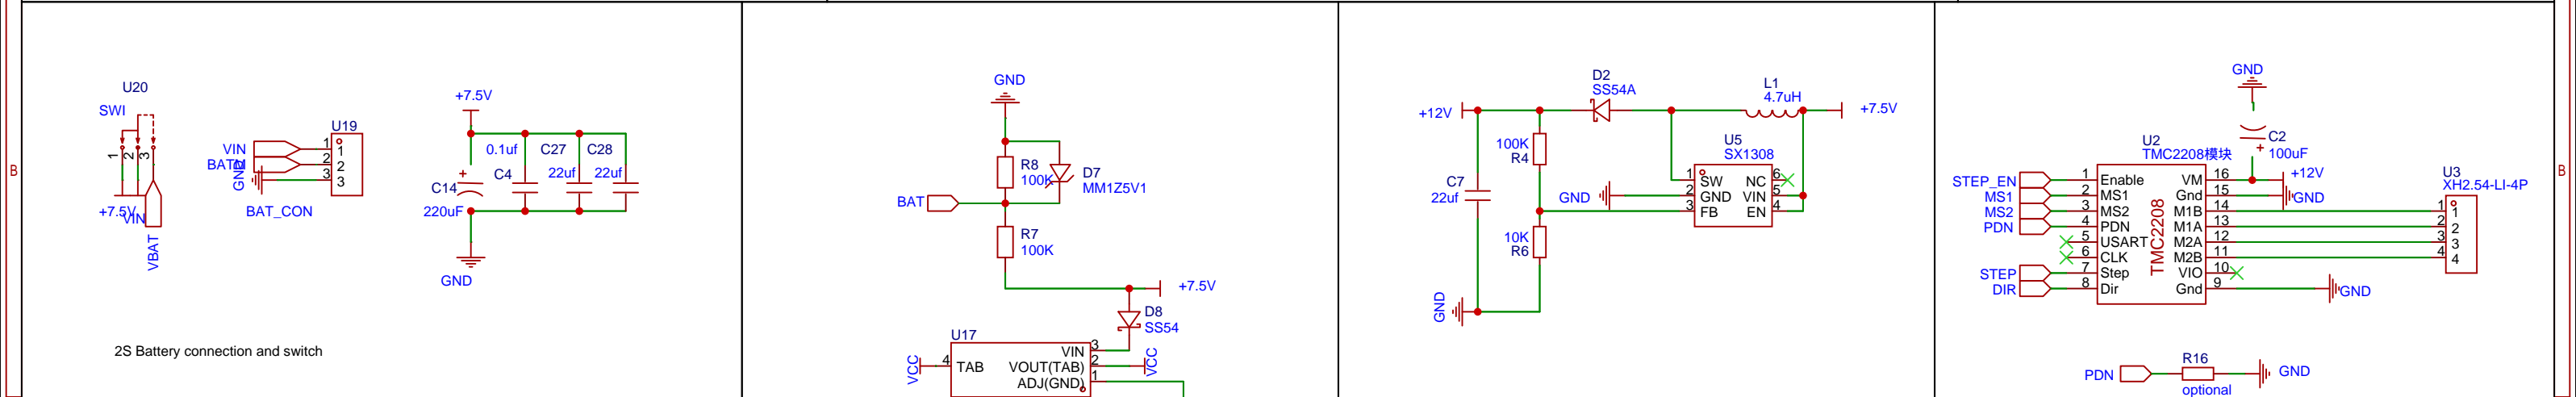 B
U20
SWI
1
2
3
+7.5V
VIN
VBAT
U19
VIN
BATM
GND
1
2
3
1
2
3
BAT_CON
+7.5V
0.1uf
C27
C28
C4
22uf
22uf
C14
220uF
GND
2S Battery connection and switch
GND
R8
100K
D7
MM1Z5V1
BAT
R7
100K
+7.5V
D8
SS54
U17
VCC
4
TAB
VIN
3
VOUT(TAB)
2
VCC
ADJ(GND)
1
D2
SS54A
L1
4.7uH
+12V
+7.5V
100K
R4
U5
SX1308
C7
22uf
GND
1
SW
NC
6
2
GND
VIN
5
3
FB
EN
4
10K
R6
GND
GND
C2
100uF
U2
TMC2208模块
+12V
U3
XH2.54-LI-4P
STEP_EN
1
Enable
VM
16
MS1
2
MS1
Gnd
15
GND
MS2
3
MS2
M1B
14
1
1
PDN
4
PDN
M1A
13
2
2
5
USART
M2A
12
3
3
6
CLK
M2B
11
4
4
STEP
7
Step
VIO
10
DIR
8
Dir
Gnd
9
GND
TMC2208
R16
PDN
GND
optional
B